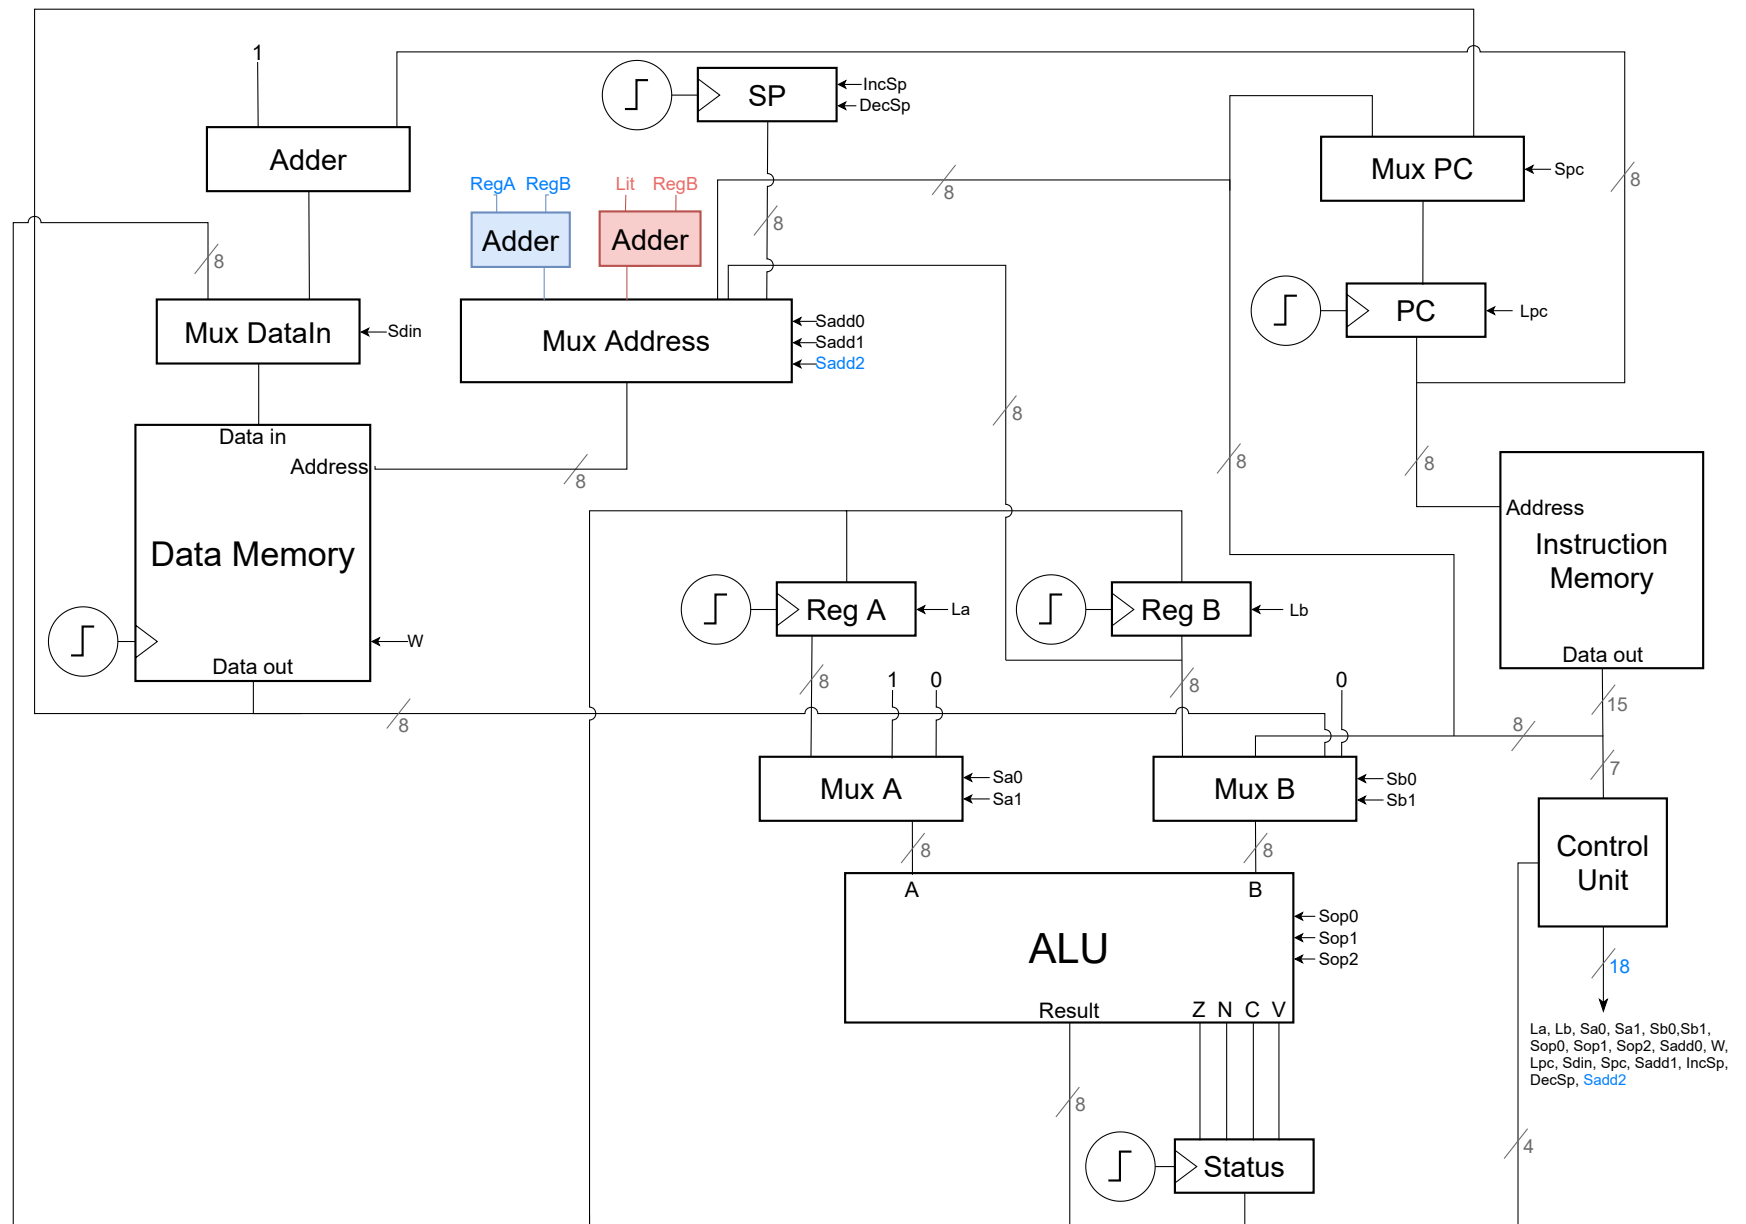 1
SP
IncSp
DecSp
Adder
Mux PC
Spc
8
RegA RegB
Lit RegB
8
8
Adder
Adder
8
PC
Lpc
Mux DataIn
Sdin
Mux Address
Sadd0
Sadd1
Sadd2
8
Data in
Address
8
8
8
Address
Instruction
Memory
Data out
Data Memory
W
Data out
Reg A
La
Reg B
Lb
8
1
0
8
0
15
8
8
7
Mux A
Sa0
Sa1
Mux B
Sb0
Sb1
8
8
Control
Unit
A
B
ALU
Sop0
Sop1
Sop2
Result
Z N C V
18
La, Lb, Sa0, Sa1, Sb0,Sb1,
Sop0, Sop1, Sop2, Sadd0, W,
Lpc, Sdin, Spc, Sadd1, IncSp,
DecSp, Sadd2
8
4
Status